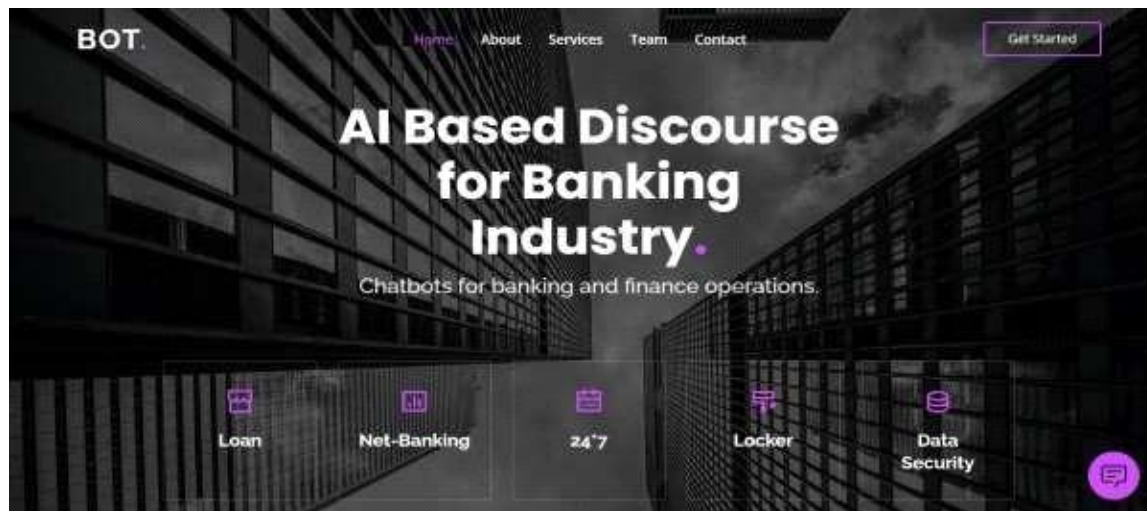 BOT.
Home About Services Team Contact
Get Started
AI Based Discourse
for Banking
Industry.
Chatbots for banking and finance operations.
Loan
Net-Banking
24*7
Locker
Data
Security